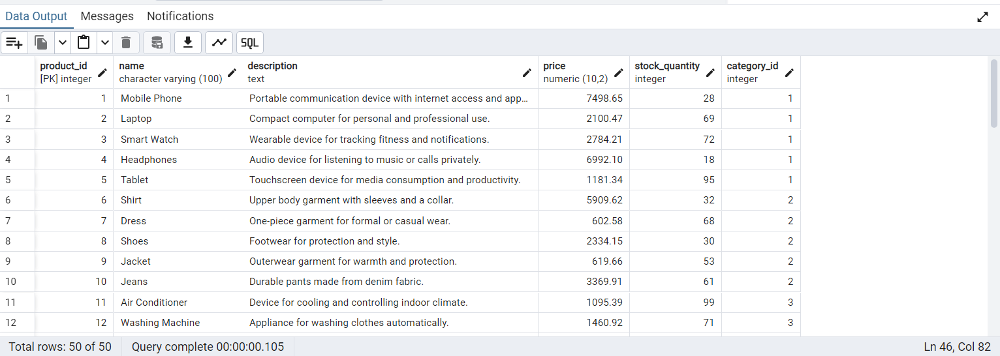 Data Output Messages Notifications
SQL
product_id name description price stock_quantity category_id
[PK] integer character varying (100) text numeric (10,2) integer integer
1 1 Mobile Phone Portable communication device with internet access and app... 7498.65 28 1
2 2 Laptop Compact computer for personal and professional use. 2100.47 69 1
3 3 Smart Watch Wearable device for tracking fitness and notifications. 2784.21 72 1
4 4 Headphones Audio device for listening to music or calls privately. 6992.10 18 1
5 5 Tablet Touchscreen device for media consumption and productivity. 1181.34 95 1
6 6 Shirt Upper body garment with sleeves and a collar. 5909.62 32 2
7 7 Dress One-piece garment for formal or casual wear. 602.58 68 2
8 8 Shoes Footwear for protection and style. 2334.15 30 2
9 9 Jacket Outerwear garment for warmth and protection. 619.66 53 2
10 10 Jeans Durable pants made from denim fabric. 3369.91 61 2
11 11 Air Conditioner Device for cooling and controlling indoor climate. 1095.39 99 3
12 12 Washing Machine Appliance for washing clothes automatically. 1460.92 71 3
Total rows: 50 of 50 Query complete 00:00:00.105 Ln 46, Col 82